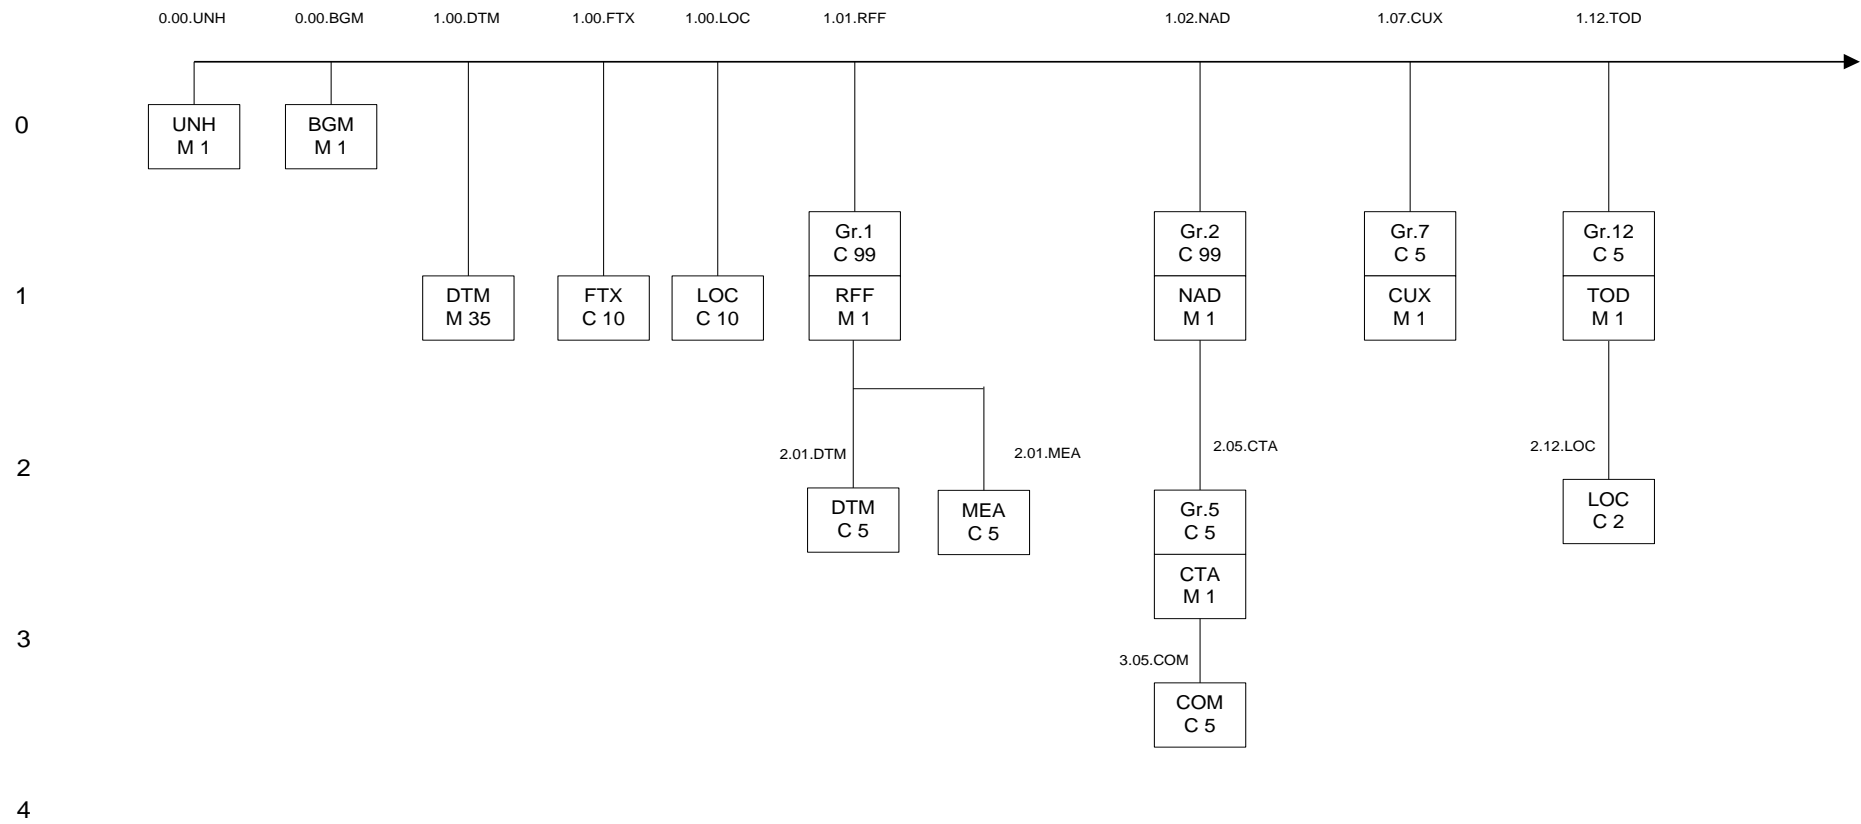 0.00.UNH 0.00.BGM 1.00.DTM 1.00.FTX 1.00.LOC 1.01.RFF 1.02.NAD 1.07.CUX 1.12.TOD
0
UNH
M 1
BGM
M 1
Gr.1
C 99
Gr.2
C 99
Gr.7
C 5
Gr.12
C 5
1
DTM
M 35
FTX
C 10
LOC
C 10
RFF
M 1
NAD
M 1
CUX
M 1
TOD
M 1
2
2.01.DTM
2.01.MEA
2.05.CTA
2.12.LOC
DTM
C 5
MEA
C 5
Gr.5
C 5
LOC
C 2
CTA
M 1
3
3.05.COM
COM
C 5
4